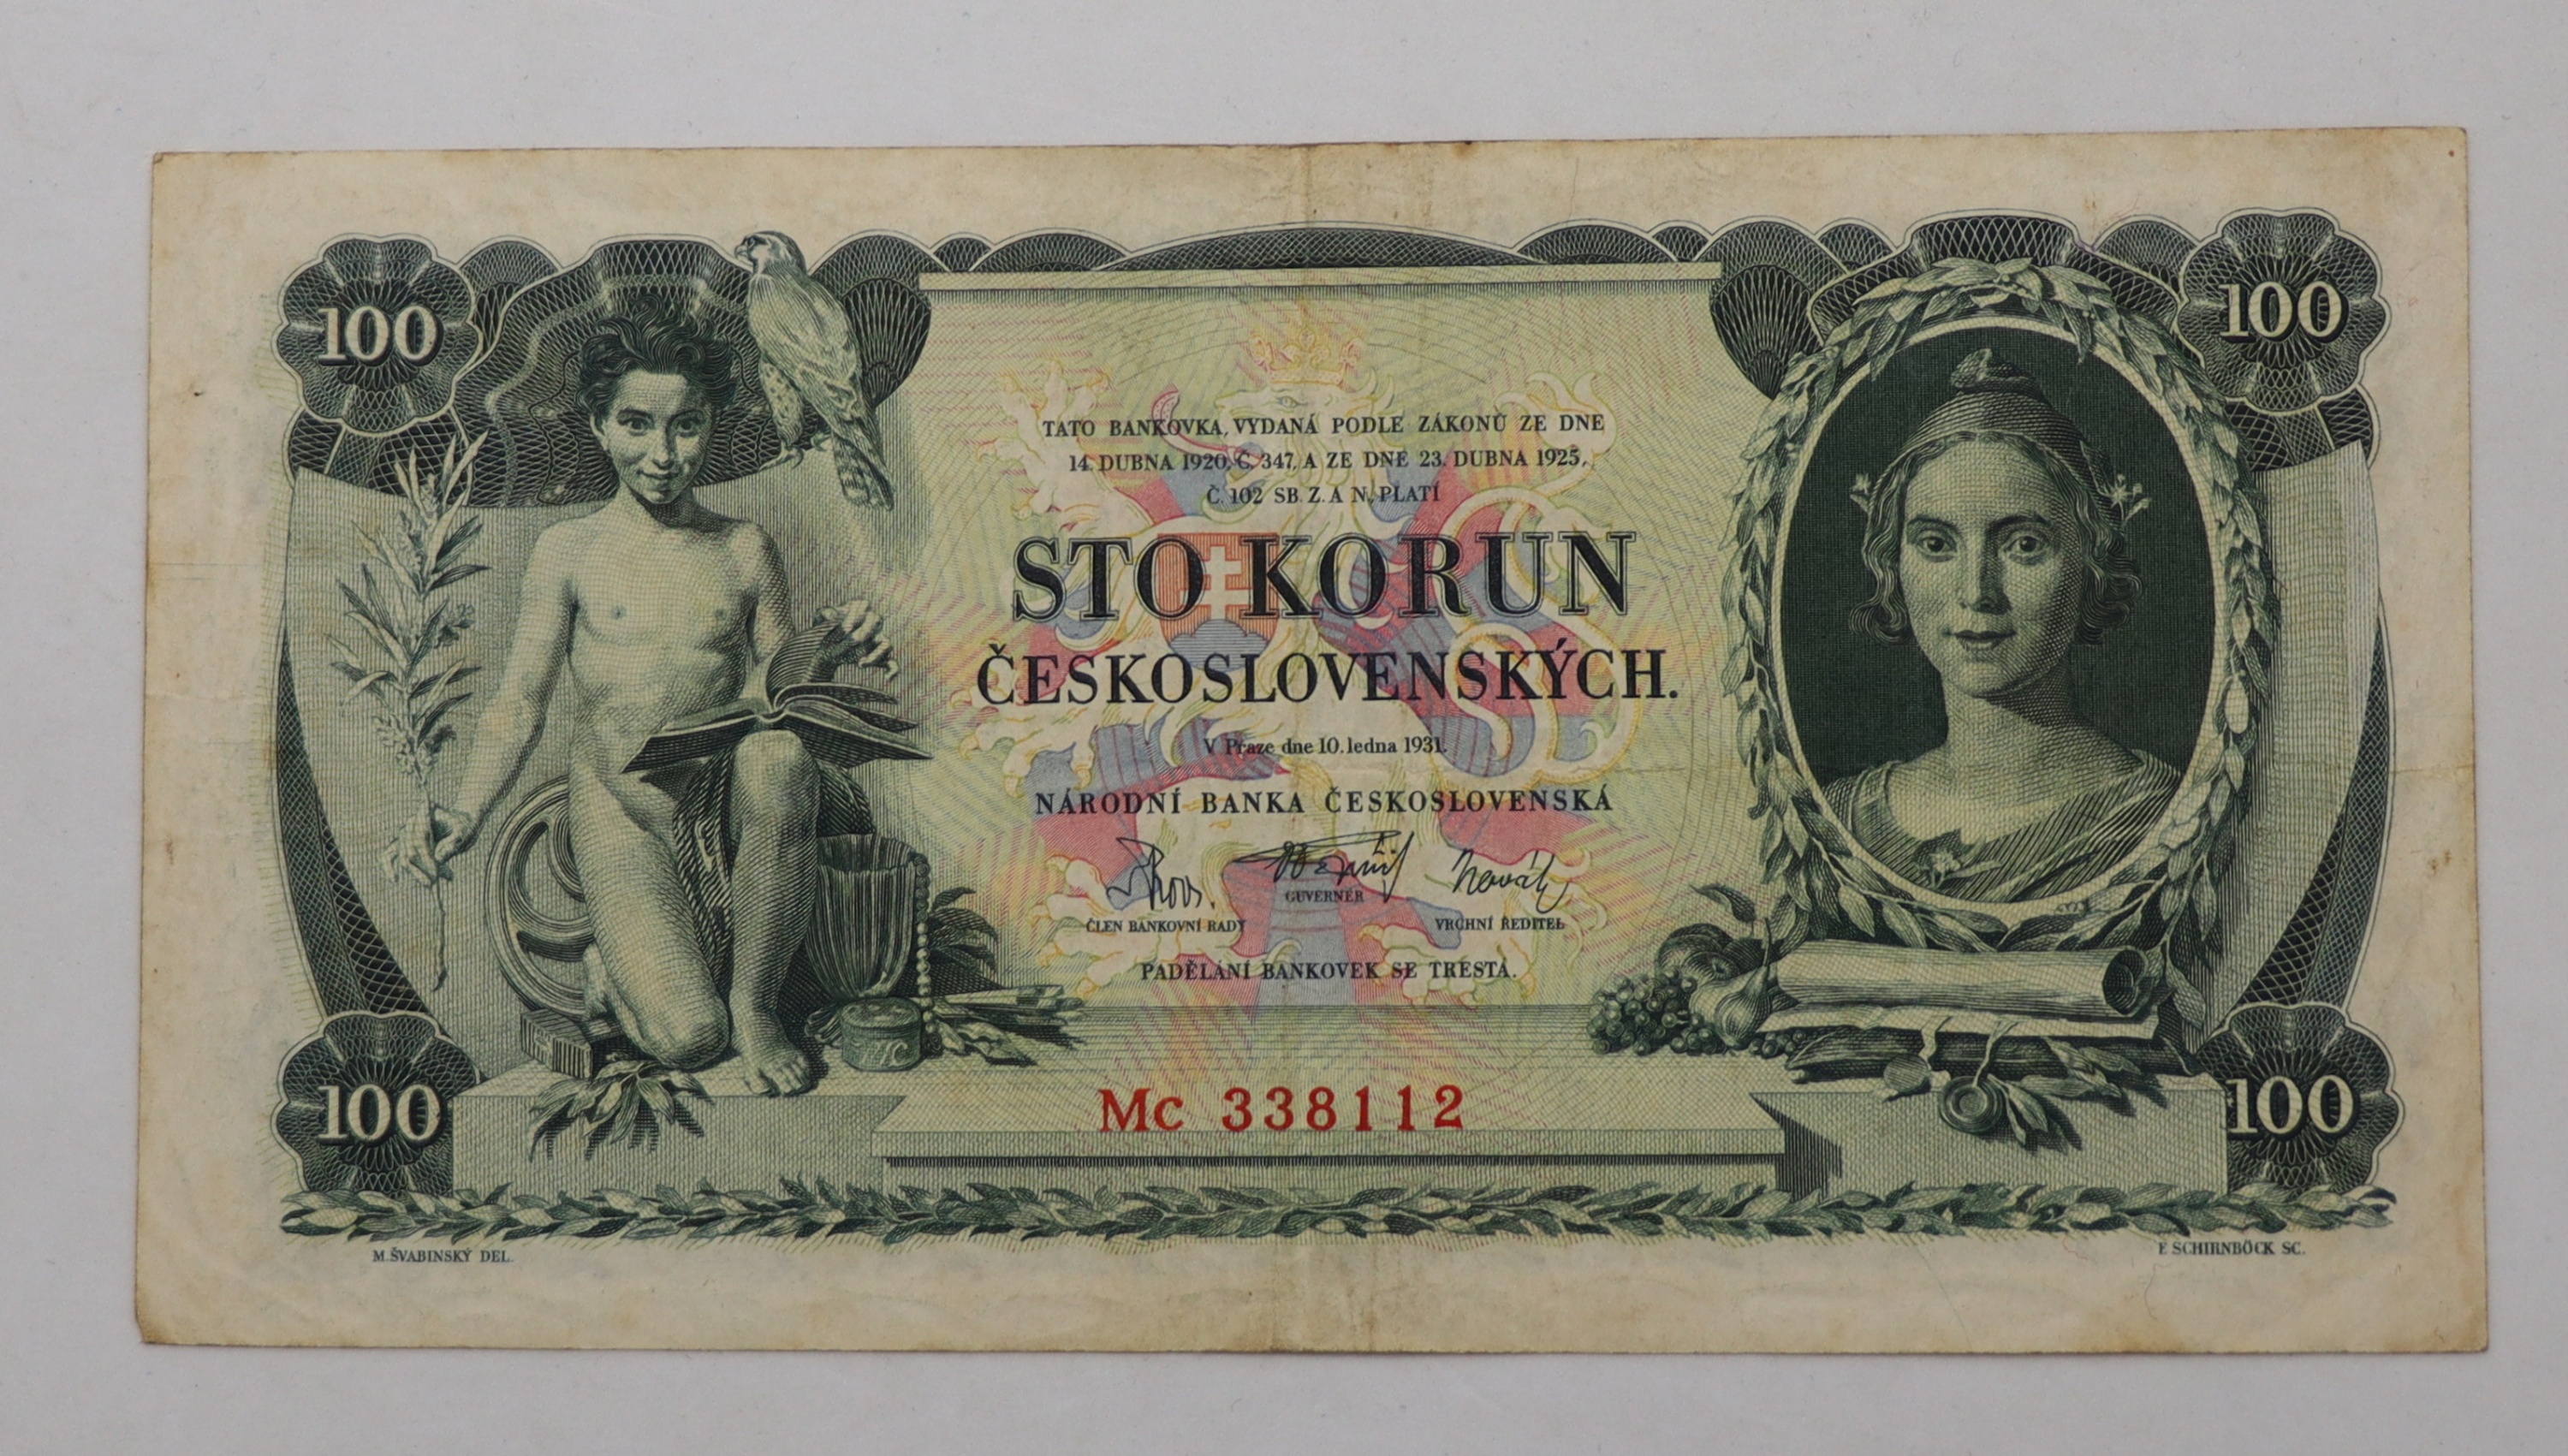 100
100
TATO BANKOVKA, VYDANÁ PODLE ZÁKONŮ ZE DNE
14. DUBNA 1920, Č. 347, A ZE DNE 23. DUBNA 1925,
Č. 102 SB. Z. A N., PLATÍ
STO KORUN
ČESKOSLOVENSKÝCH.
V Praze dne 10. ledna 1931.
NÁRODNÍ BANKA ČESKOSLOVENSKÁ
GUVERNÉR
ČLEN BANKOVNÍ RADY
VRCHNÍ ŘEDITEL
PADĚLÁNÍ BANKOVEK SE TRESTÁ.
Mc 338112
100
100
M. ŠVABINSKÝ DEL.
F. SCHIRNBÖCK SC.